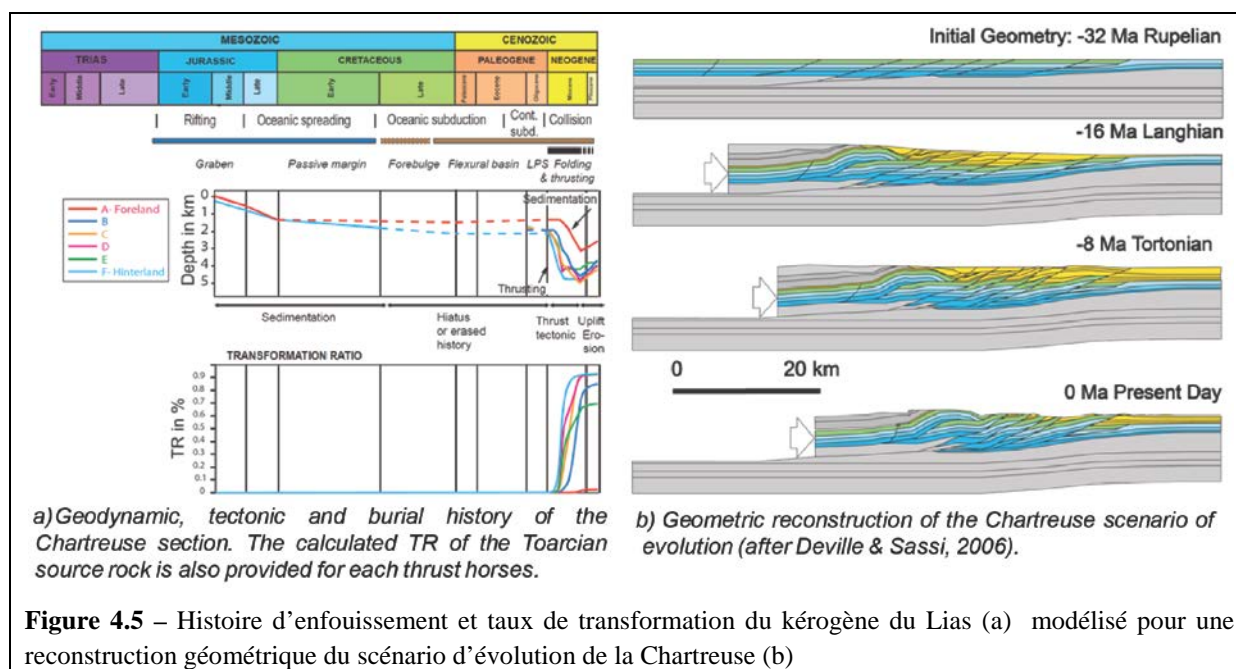 MESOZOIC CENOZOIC
TRIAS JURASSIC CRETACEOUS PALEOGENE NEOGENE
Early Middle Late Early Middle Late Early Late Paleocene Eocene Oligocene Miocene Pliocene
Rifting Oceanic spreading Oceanic subduction Cont. subd. Collision
Graben Passive margin Forebulge Flexural basin LPS Folding & thrusting
Sedimentation
A- Foreland
B
C
D
E
F- Hinterland
Depth in km
0
1
2
3
4
5
Thrusting
Sedimentation
Hiatus
or erased
history
Thrust
tectonic
Uplift
Ero-
sion
TRANSFORMATION RATIO
TR in %
0.9
0.8
0.7
0.6
0.5
0.4
0.3
0.2
0.1
0
a) Geodynamic, tectonic and burial history of the
Chartreuse section. The calculated TR of the Toarcian
source rock is also provided for each thrust horses.
Initial Geometry: -32 Ma Rupelian
-16 Ma Langhian
-8 Ma Tortonian
0 20 km
0 Ma Present Day
b) Geometric reconstruction of the Chartreuse scenario of
evolution (after Deville & Sassi, 2006).
Figure 4.5 – Histoire d’enfouissement et taux de transformation du kérogène du Lias (a) modélisé pour une
reconstruction géométrique du scénario d’évolution de la Chartreuse (b)